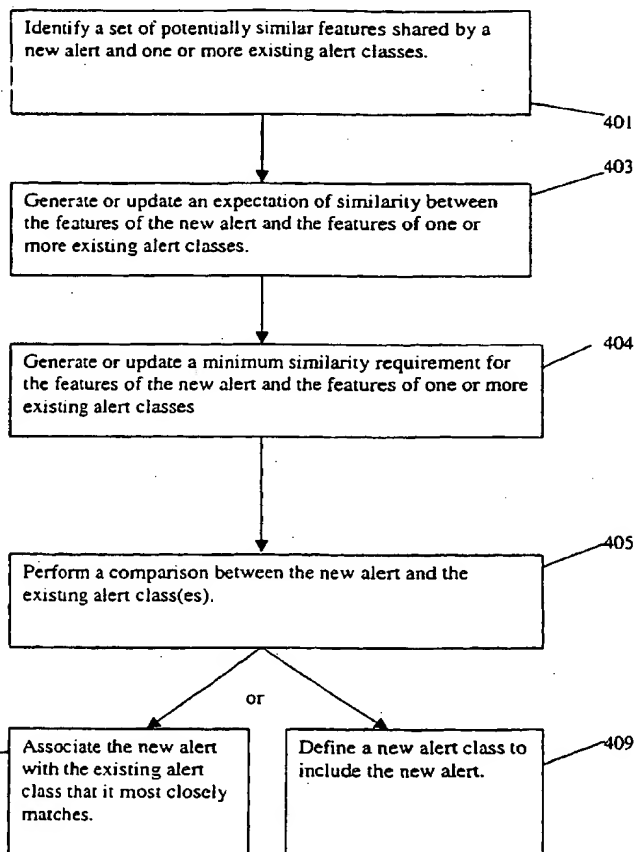 Identify a set of potentially similar features shared by a
new alert and one or more existing alert classes.
401
403
Generate or update an expectation of similarity between
the features of the new alert and the features of one or
more existing alert classes.
404
Generate or update a minimum similarity requirement for
the features of the new alert and the features of one or more
existing alert classes
405
Perform a comparison between the new alert and the
existing alert class(es).
or
Associate the new alert
with the existing alert
class that it most closely
matches.
Define a new alert class to
include the new alert.
409